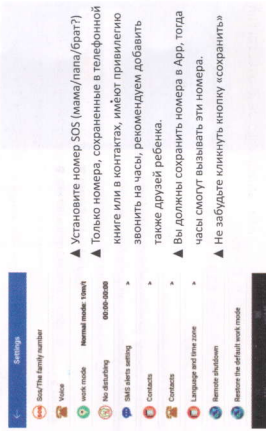 Settings
Sos/The family number
Voice
work mode Normal mode: 10m/t
No disturbing 00:00-00:00
SMS alerts setting >
Contacts >
Contacts >
Language and time zone >
Remote shutdown
Restore the default work mode
▲ Установите номер SOS (мама/папа/брат?)
▲ Только номера, сохраненные в телефонной
книге или в контактах, имеют привилегию
звонить на часы, рекомендуем добавить
также друзей ребенка.
▲ Вы должны сохранить номера в App, тогда
часы смогут вызывать эти номера.
▲ Не забудьте кликнуть кнопку «сохранить»